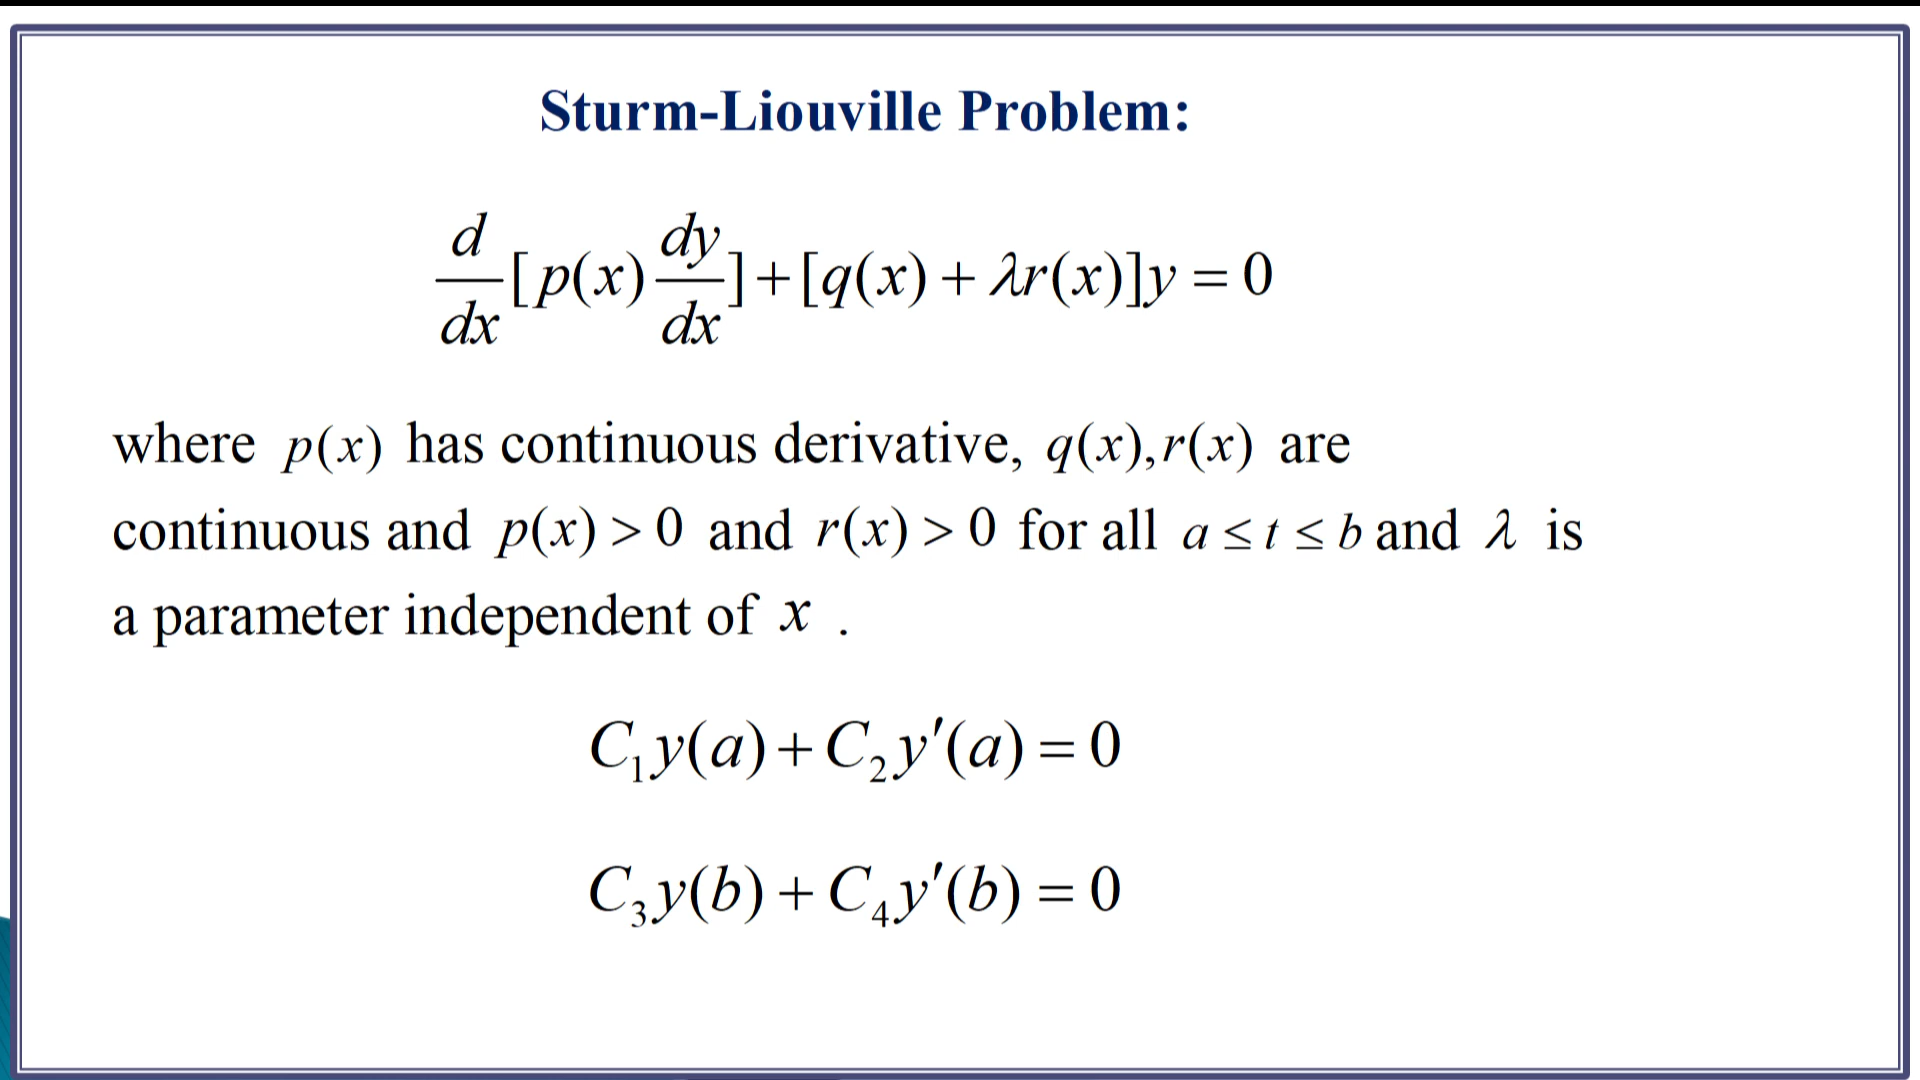 Sturm-Liouville Problem:
d/dx [p(x) dy/dx] + [q(x) + λr(x)]y = 0
where p(x) has continuous derivative, q(x), r(x) are
continuous and p(x) > 0 and r(x) > 0 for all a ≤ t ≤ b and λ is
a parameter independent of x .
C₁y(a) + C₂y′(a) = 0
C₃y(b) + C₄y′(b) = 0